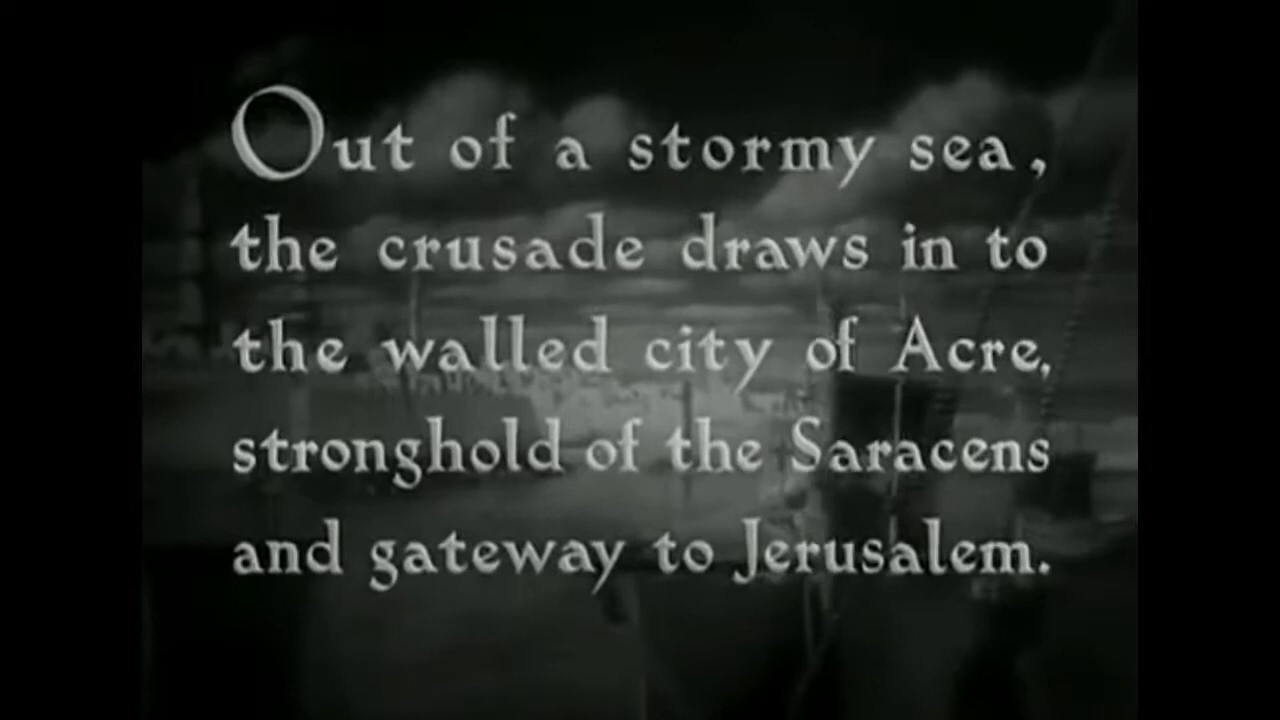 Out of a stormy sea,
the crusade draws in to
the walled city of Acre,
stronghold of the Saracens
and gateway to Jerusalem.